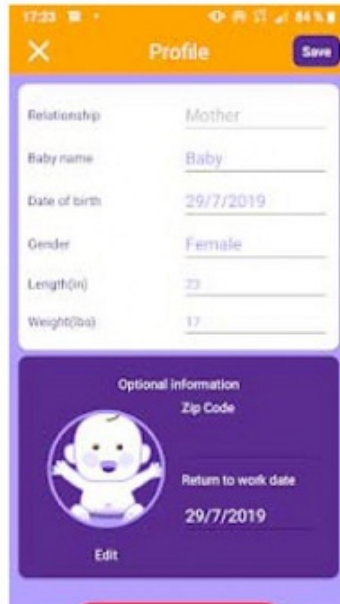 17:23 84%
Profile
Save
Relationship Mother
Baby name Baby
Date of birth 29/7/2019
Gender Female
Length(in) 23
Weight(lbs) 17
Optional information
Zip Code
Return to work date
29/7/2019
Edit